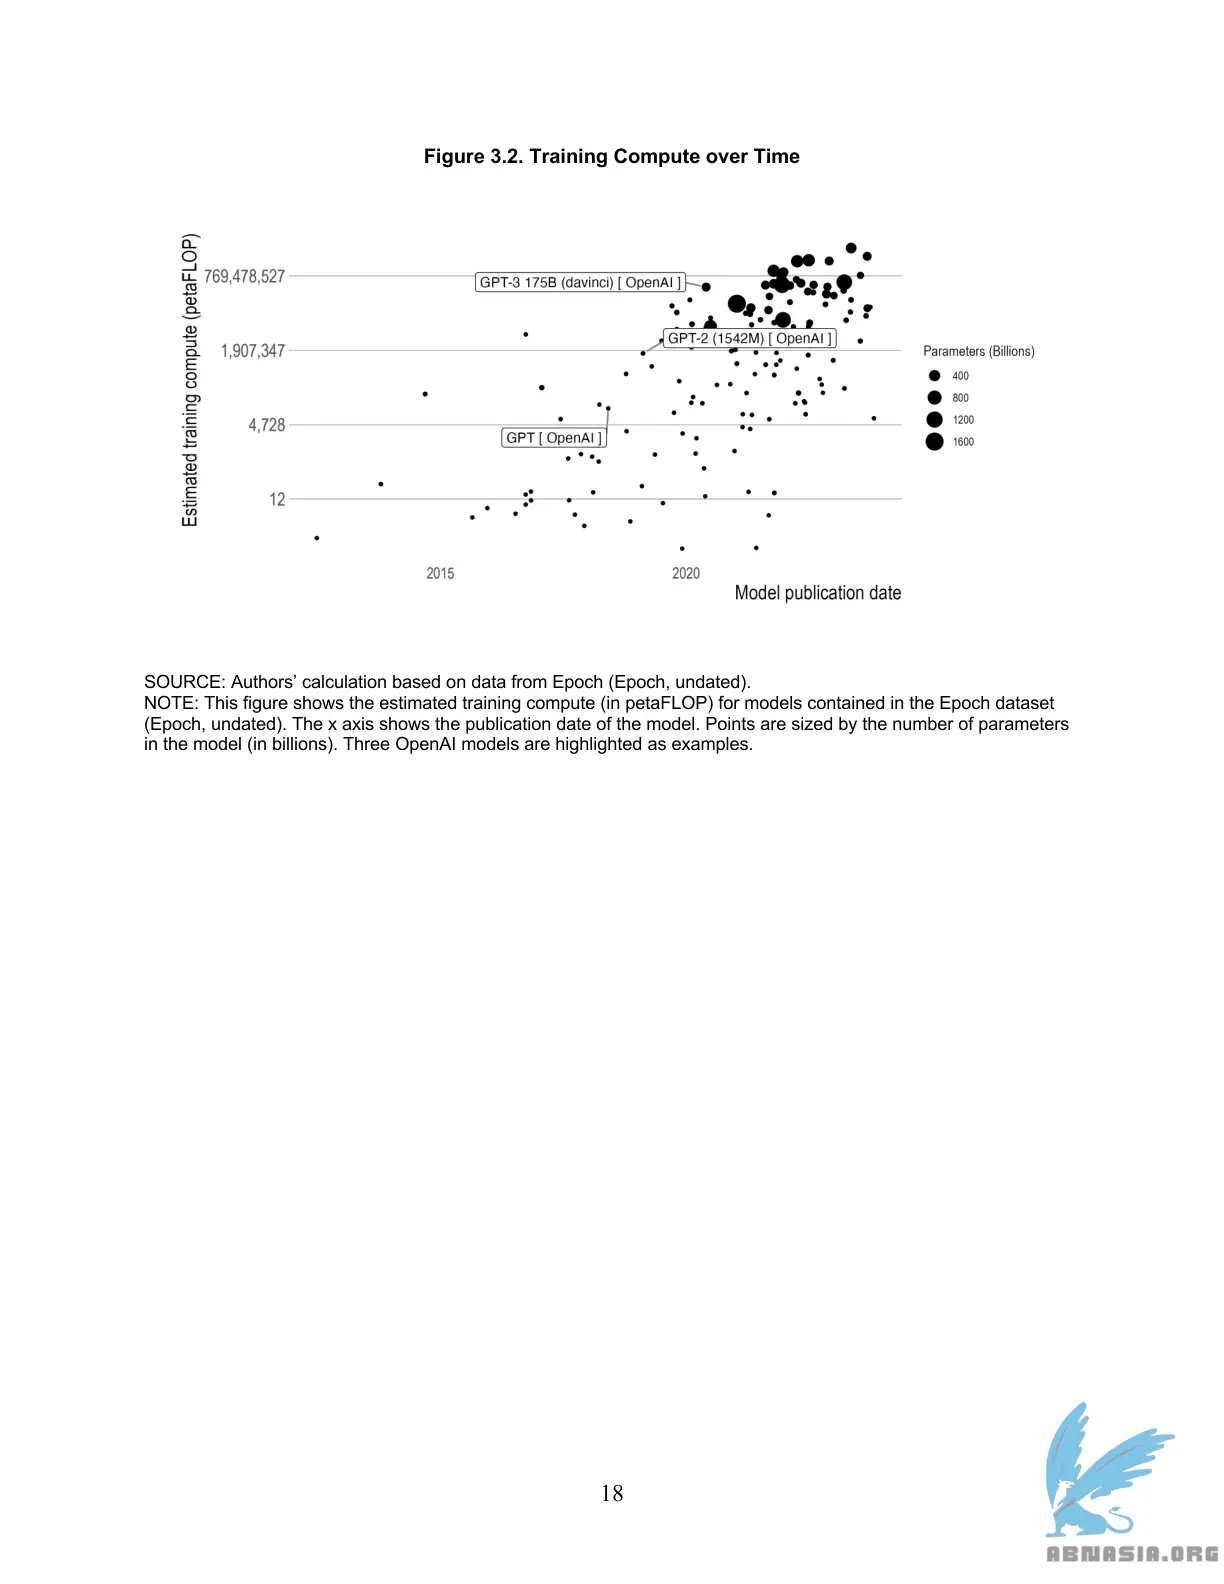 Figure 3.2. Training Compute over Time
Estimated training compute (petaFLOP)
769,478,527
1,907,347
4,728
12
GPT-3 175B (davinci) [ OpenAI ]
GPT-2 (1542M) [ OpenAI ]
GPT [ OpenAI ]
2015
2020
Model publication date
Parameters (Billions)
400
800
1200
1600
SOURCE: Authors’ calculation based on data from Epoch (Epoch, undated).
NOTE: This figure shows the estimated training compute (in petaFLOP) for models contained in the Epoch dataset
(Epoch, undated). The x axis shows the publication date of the model. Points are sized by the number of parameters
in the model (in billions). Three OpenAI models are highlighted as examples.
18
ABNASIA.ORG